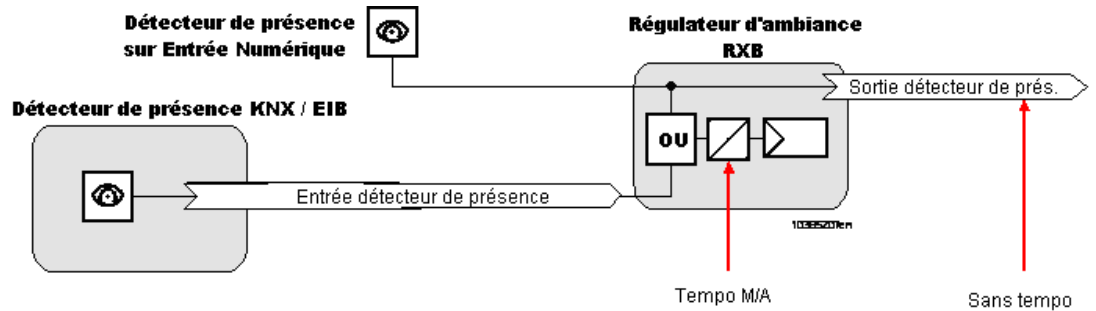 Détecteur de présence
sur Entrée Numérique
Régulateur d'ambiance
RXB
Sortie détecteur de prés.
Détecteur de présence KNX / EIB
OU
Entrée détecteur de présence
Tempo M/A
Sans tempo